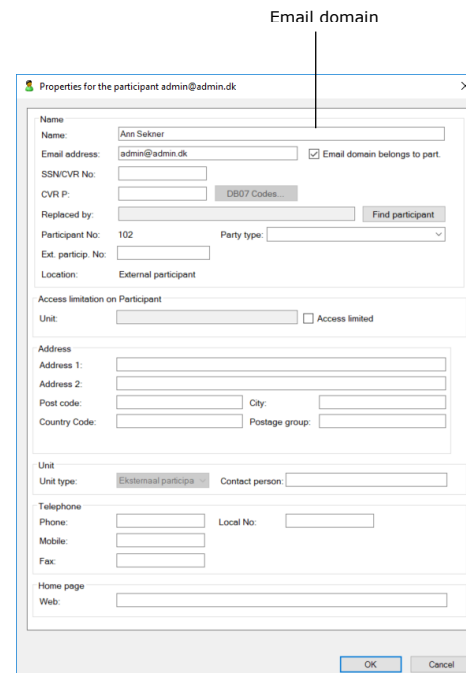 Email domain
Properties for the participant admin@admin.dk
Name
Name: Ann Sekner
Email address: admin@admin.dk Email domain belongs to part.
SSN/CVR No:
CVR P: DB07 Codes...
Replaced by: Find participant
Participant No: 102 Party type:
Ext. particip. No:
Location: External participant
Access limitation on Participant
Unit: Access limited
Address
Address 1:
Address 2:
Post code: City:
Country Code: Postage group:
Unit
Unit type: Eksternaal participa Contact person:
Telephone
Phone: Local No:
Mobile:
Fax:
Home page
Web:
OK Cancel